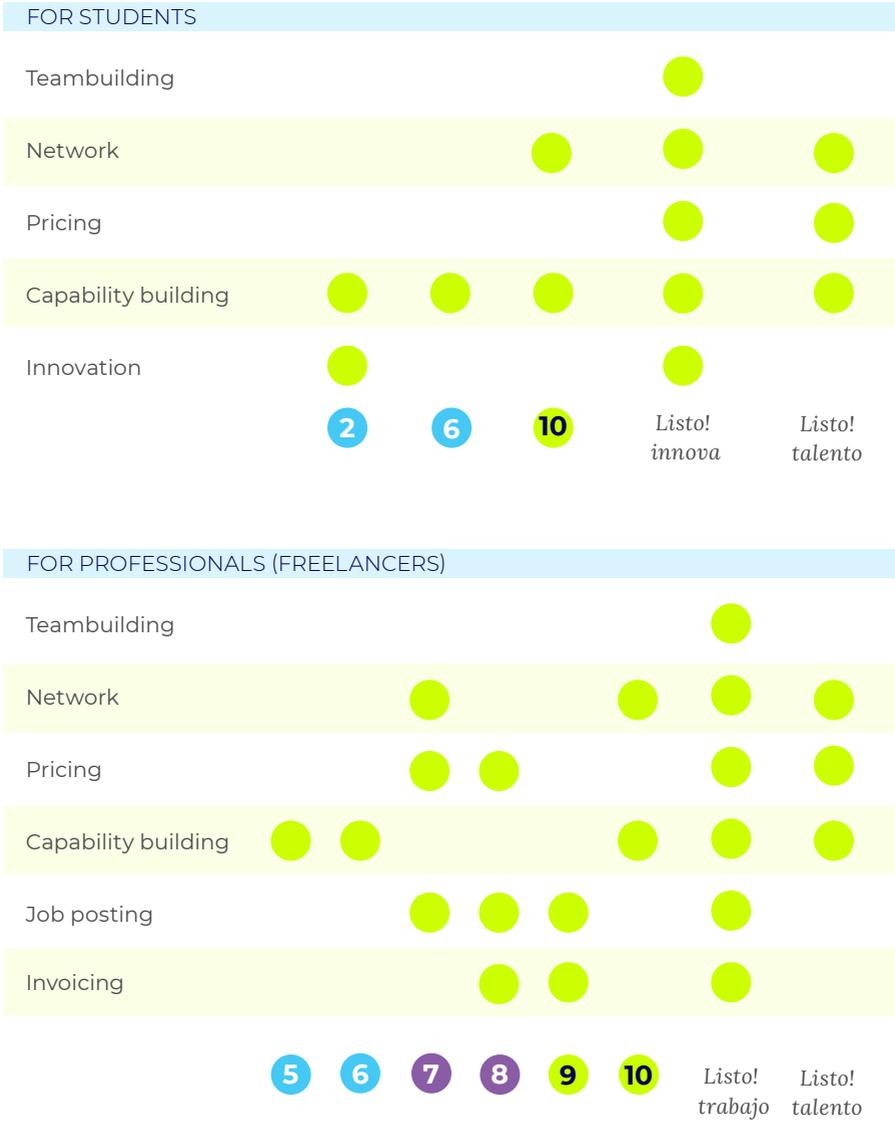 FOR STUDENTS
Teambuilding
Network
Pricing
Capability building
Innovation
2 6 10 Listo! Listo!
innova talento
FOR PROFESSIONALS (FREELANCERS)
Teambuilding
Network
Pricing
Capability building
Job posting
Invoicing
5 6 7 8 9 10 Listo! Listo!
trabajo talento